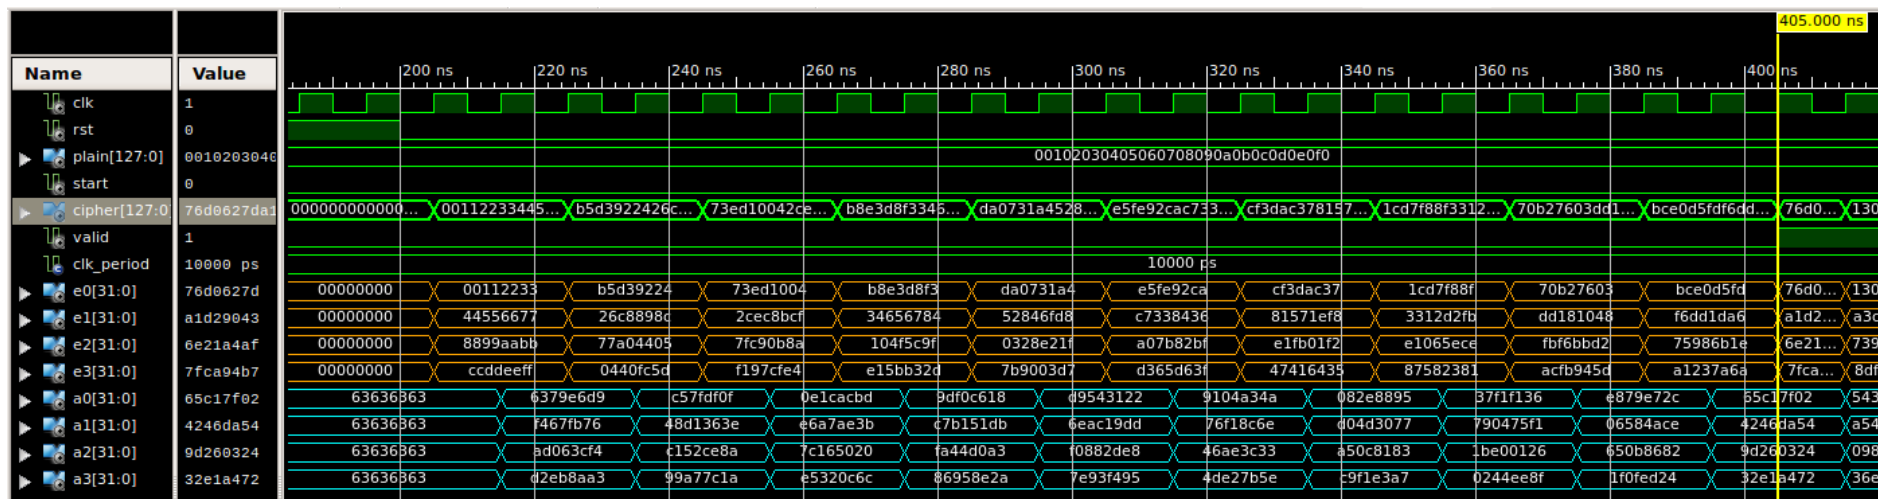 405.000 ns
Name Value 200 ns 220 ns 240 ns 260 ns 280 ns 300 ns 320 ns 340 ns 360 ns 380 ns 400 ns
clk 1
rst 0
plain[127:0] 0010203040 00102030405060708090a0b0c0d0e0f0
start 0
cipher[127:0 76d0627da1 000000000000... 00112233445... b5d3922426c... 73ed10042ce... b8e3d8f3346... da0731a4528... e5fe92cac733... cf3dac378157... 1cd7f88f3312... 70b27603dd1... bce0d5fdf6dd... 76d0... 130
valid 1
clk_period 10000 ps 10000 ps
e0[31:0] 76d0627d 00000000 00112233 b5d39224 73ed1004 b8e3d8f3 da0731a4 e5fe92ca cf3dac37 1cd7f88f 70b27603 bce0d5fd 76d0... 130
e1[31:0] a1d29043 00000000 44556677 26c8898c 2cec8bcf 34656784 52846fd8 c7338436 81571ef8 3312d2fb dd181048 f6dd1da6 a1d2... a3c
e2[31:0] 6e21a4af 00000000 8899aabb 77a04405 7fc90b8a 104f5c9f 0328e21f a07b82bf e1fb01f2 e1065ece fbf6bbd2 75986b1e 6e21... 739
e3[31:0] 7fca94b7 00000000 ccddeeff 0440fc5d f197cfe4 e15bb32d 7b9003d7 d365d63f 47416435 87582381 acfb945d a1237a6a 7fca... 8df
a0[31:0] 65c17f02 63636363 6379e6d9 c57fdf0f 0e1cacbd 9df0c618 d9543122 9104a34a 082e8895 37f1f136 e879e72c 65c17f02 543
a1[31:0] 4246da54 63636363 f467fb76 48d1363e e6a7ae3b c7b151db 6eac19dd 76f18c6e d04d3077 790475f1 06584ace 4246da54 a54
a2[31:0] 9d260324 63636363 ad063cf4 c152ce8a 7c165020 fa44d0a3 f0882de8 46ae3c33 a50c8183 1be00126 650b8682 9d260324 098
a3[31:0] 32e1a472 63636363 d2eb8aa3 99a77c1a e5320c6c 86958e2a 7e93f495 4de27b5e c9f1e3a7 0244ee8f 1f0fed24 32e1a472 36e